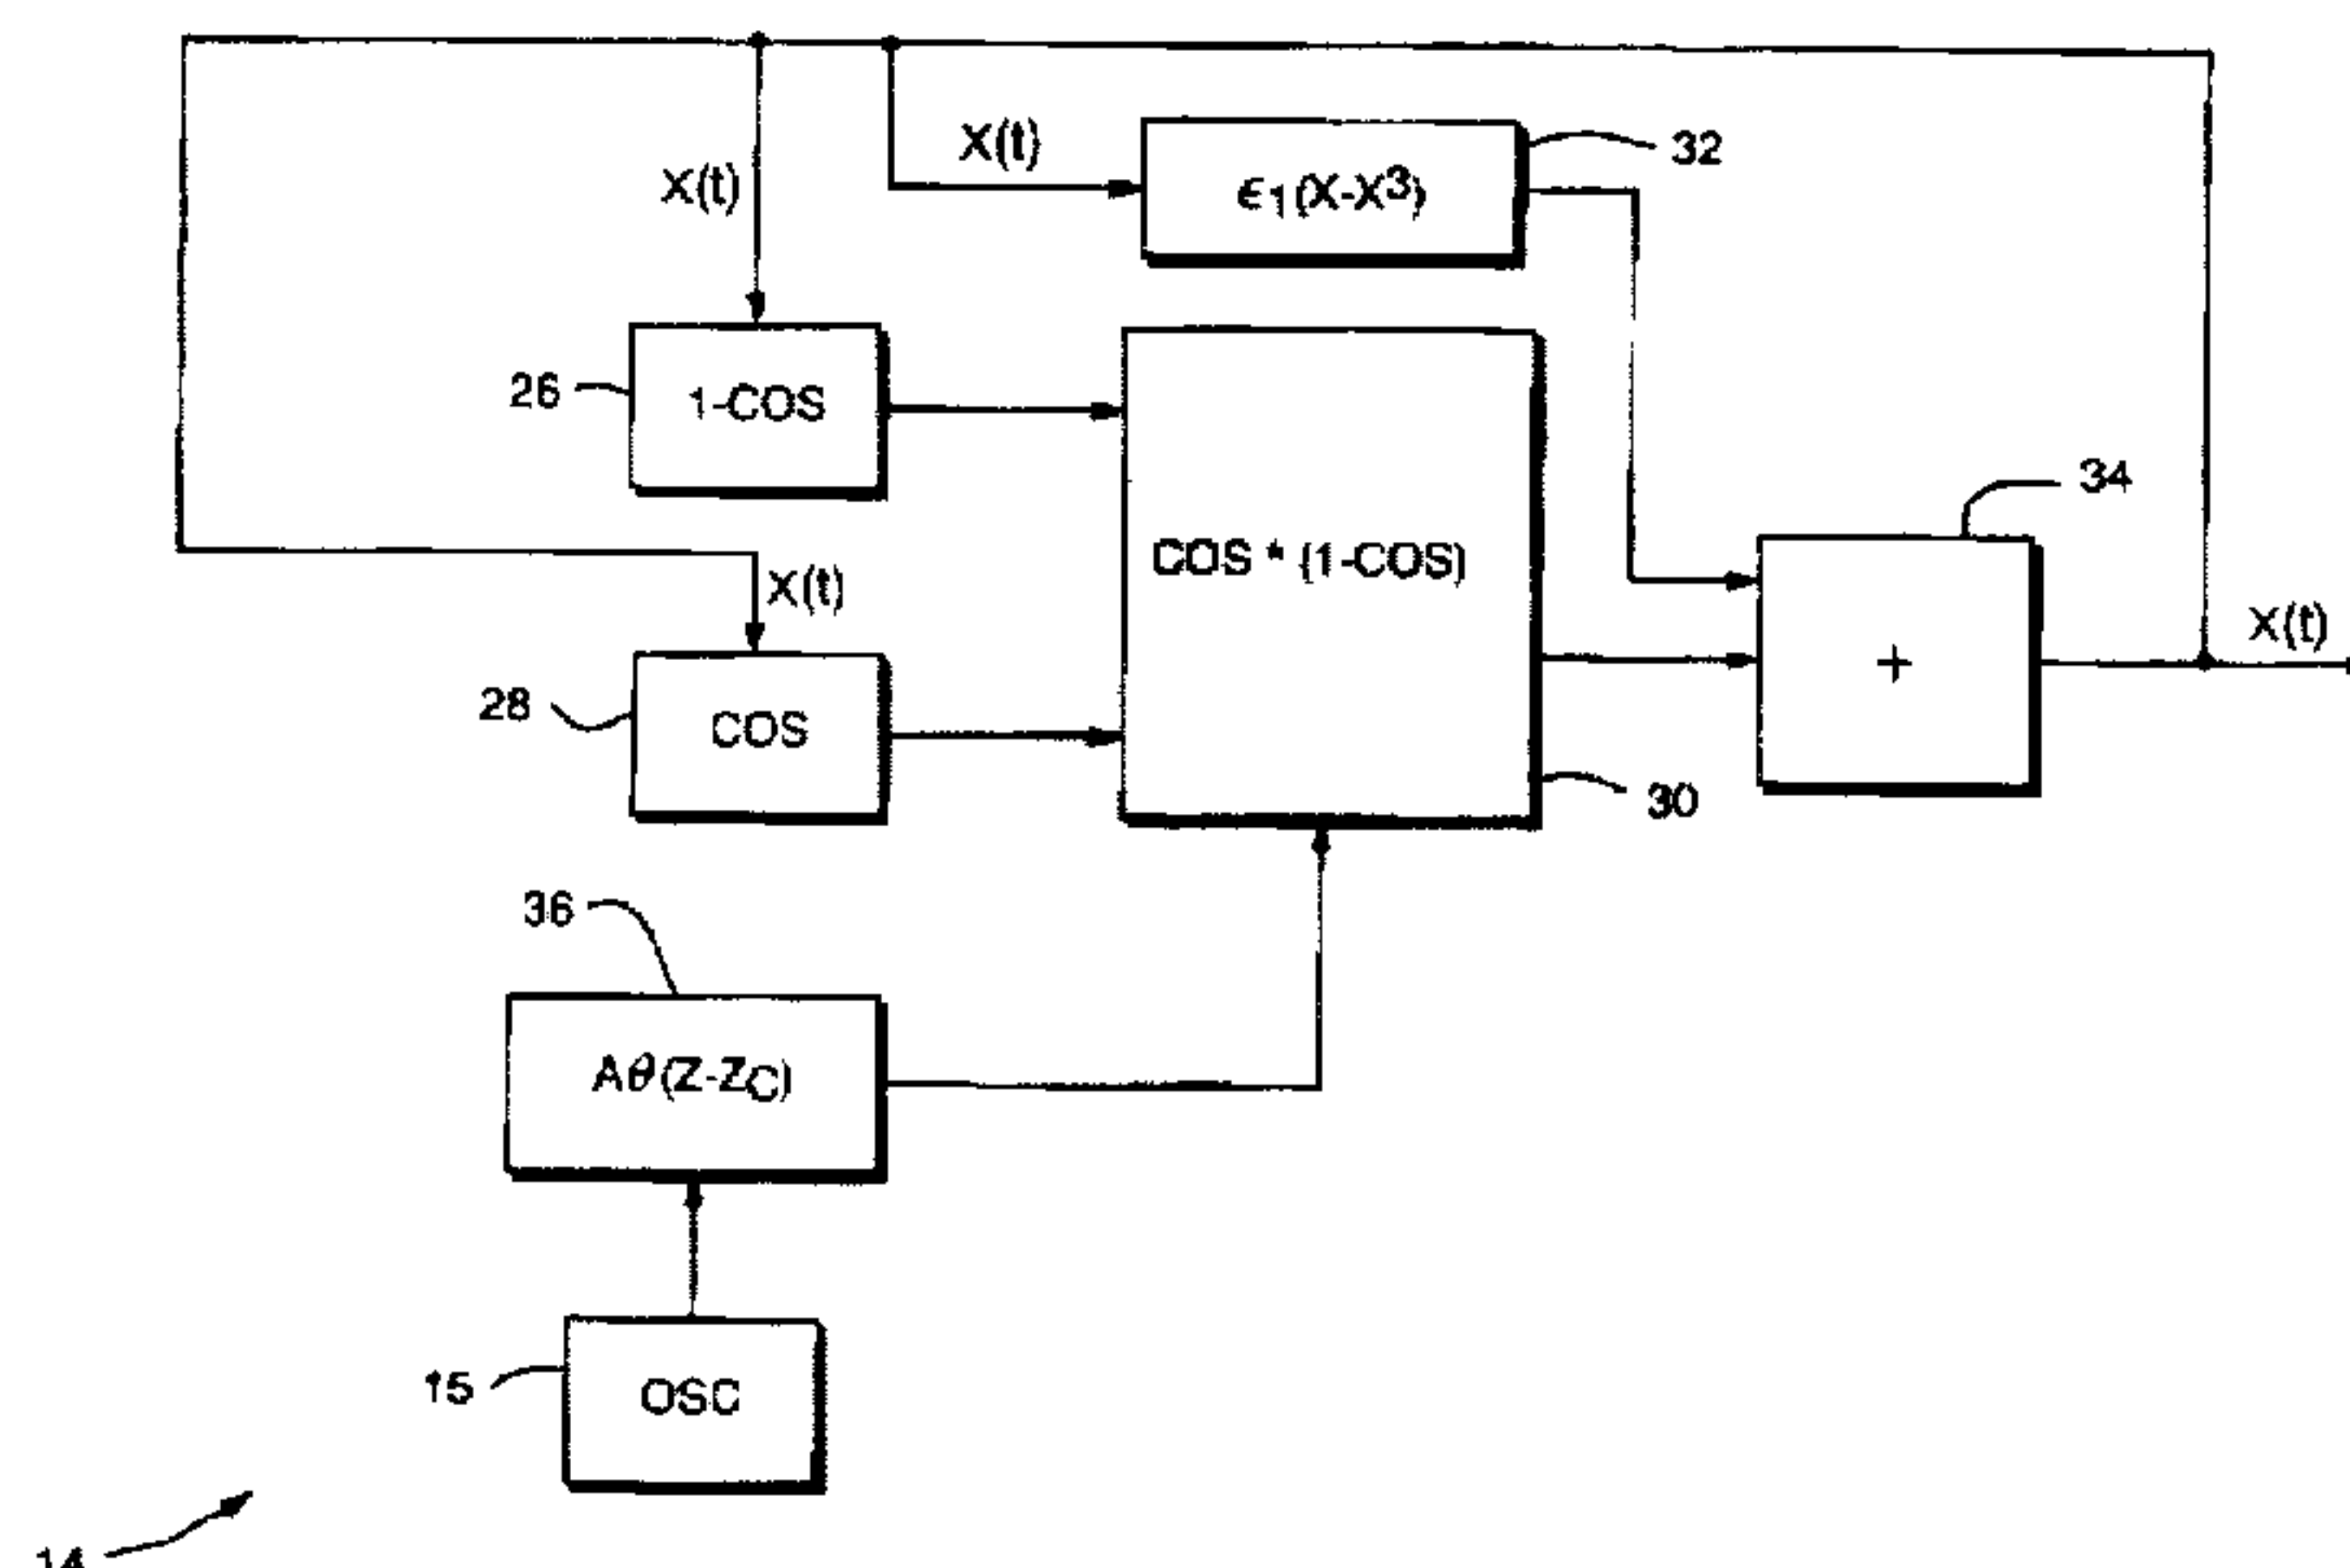 X(t)
32
X(t)
ϵ1(X-X³)
26
1-COS
34
COS * (1-COS)
X(t)
X(t)
+
28
COS
30
36
Aθ(Z-ZC)
15
OSC
14